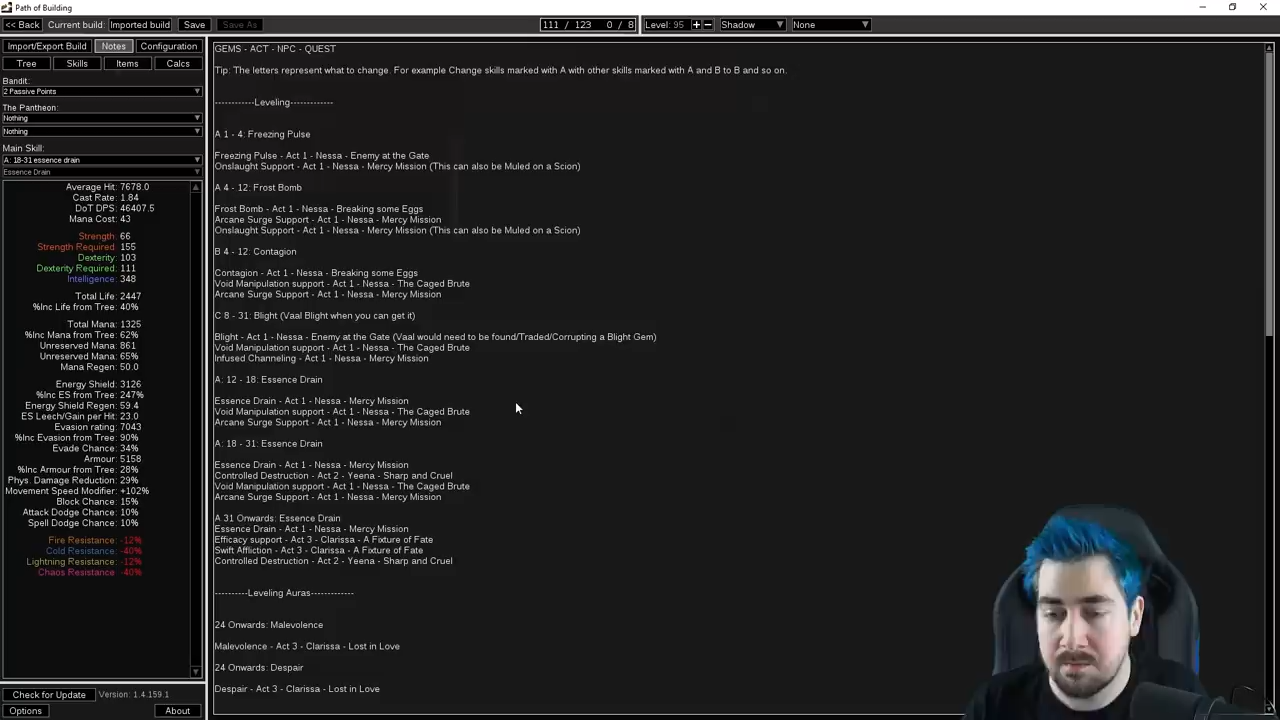 Path of Building
<< Back Current build: Imported build Save Save As 111 / 123 0 / 8 Level: 95 + - Shadow None
Import/Export Build Notes Configuration
Tree Skills Items Calcs
Bandit:
2 Passive Points
The Pantheon:
Nothing
Nothing
Main Skill:
A: 18-31 essence drain
Essence Drain
Average Hit: 7678.0
Cast Rate: 1.84
DoT DPS: 46407.5
Mana Cost: 43
Strength: 66
Strength Required: 155
Dexterity: 103
Dexterity Required: 111
Intelligence: 348
Total Life: 2447
%Inc Life from Tree: 40%
Total Mana: 1325
%Inc Mana from Tree: 62%
Unreserved Mana: 861
Unreserved Mana: 65%
Mana Regen: 50.0
Energy Shield: 3126
%Inc ES from Tree: 247%
Energy Shield Regen: 59.4
ES Leech/Gain per Hit: 23.0
Evasion rating: 7043
%Inc Evasion from Tree: 90%
Evade Chance: 34%
Armour: 5158
%Inc Armour from Tree: 28%
Phys. Damage Reduction: 29%
Movement Speed Modifier: +102%
Block Chance: 15%
Attack Dodge Chance: 10%
Spell Dodge Chance: 10%
Fire Resistance: -12%
Cold Resistance: -40%
Lightning Resistance: -12%
Chaos Resistance: -40%
Check for Update Version: 1.4.159.1
Options About
GEMS - ACT - NPC - QUEST
Tip: The letters represent what to change. For example Change skills marked with A with other skills marked with A and B to B and so on.
------------Leveling-------------
A 1 - 4: Freezing Pulse
Freezing Pulse - Act 1 - Nessa - Enemy at the Gate
Onslaught Support - Act 1 - Nessa - Mercy Mission (This can also be Muled on a Scion)
A 4 - 12: Frost Bomb
Frost Bomb - Act 1 - Nessa - Breaking some Eggs
Arcane Surge Support - Act 1 - Nessa - Mercy Mission
Onslaught Support - Act 1 - Nessa - Mercy Mission (This can also be Muled on a Scion)
B 4 - 12: Contagion
Contagion - Act 1 - Nessa - Breaking some Eggs
Void Manipulation support - Act 1 - Nessa - The Caged Brute
Arcane Surge Support - Act 1 - Nessa - Mercy Mission
C 8 - 31: Blight (Vaal Blight when you can get it)
Blight - Act 1 - Nessa - Enemy at the Gate (Vaal would need to be found/Traded/Corrupting a Blight Gem)
Void Manipulation support - Act 1 - Nessa - The Caged Brute
Infused Channeling - Act 1 - Nessa - Mercy Mission
A: 12 - 18: Essence Drain
Essence Drain - Act 1 - Nessa - Mercy Mission
Void Manipulation support - Act 1 - Nessa - The Caged Brute
Arcane Surge Support - Act 1 - Nessa - Mercy Mission
A: 18 - 31: Essence Drain
Essence Drain - Act 1 - Nessa - Mercy Mission
Controlled Destruction - Act 2 - Yeena - Sharp and Cruel
Void Manipulation support - Act 1 - Nessa - The Caged Brute
Arcane Surge Support - Act 1 - Nessa - Mercy Mission
A 31 Onwards: Essence Drain
Essence Drain - Act 1 - Nessa - Mercy Mission
Efficacy support - Act 3 - Clarissa - A Fixture of Fate
Swift Affliction - Act 3 - Clarissa - A Fixture of Fate
Controlled Destruction - Act 2 - Yeena - Sharp and Cruel
----------Leveling Auras-------------
24 Onwards: Malevolence
Malevolence - Act 3 - Clarissa - Lost in Love
24 Onwards: Despair
Despair - Act 3 - Clarissa - Lost in Love